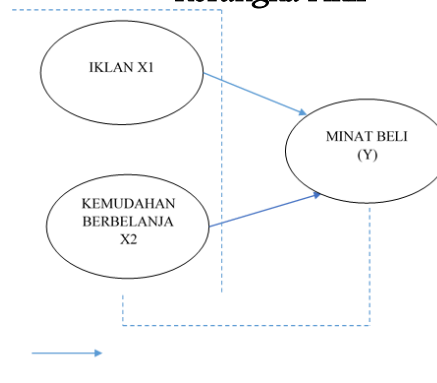 IKLAN X1
MINAT BELI
(Y)
KEMUDAHAN
BERBELANJA
X2